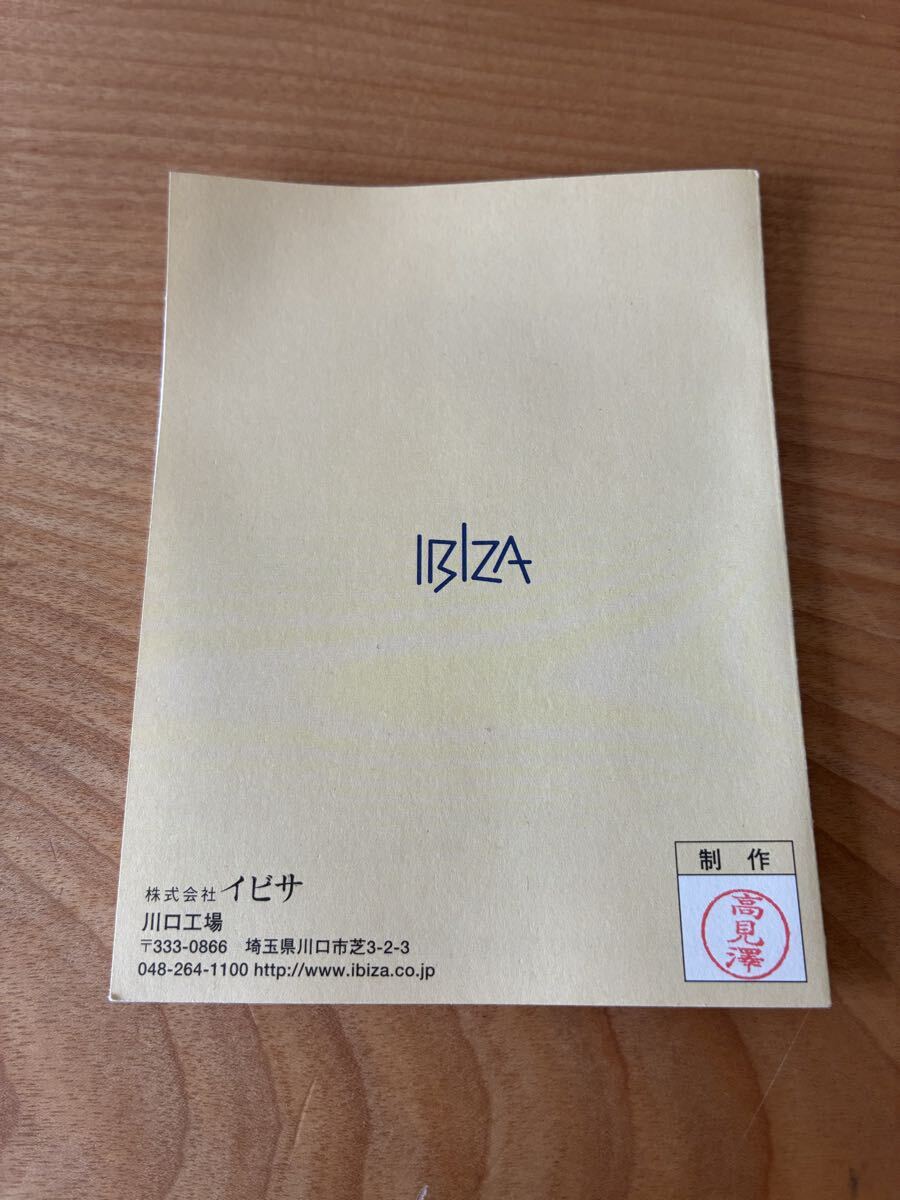 IBIZA
株式会社イビサ
川口工場
〒333-0866 埼玉県川口市芝3-2-3
048-264-1100 http://www.ibiza.co.jp
制 作
高見澤